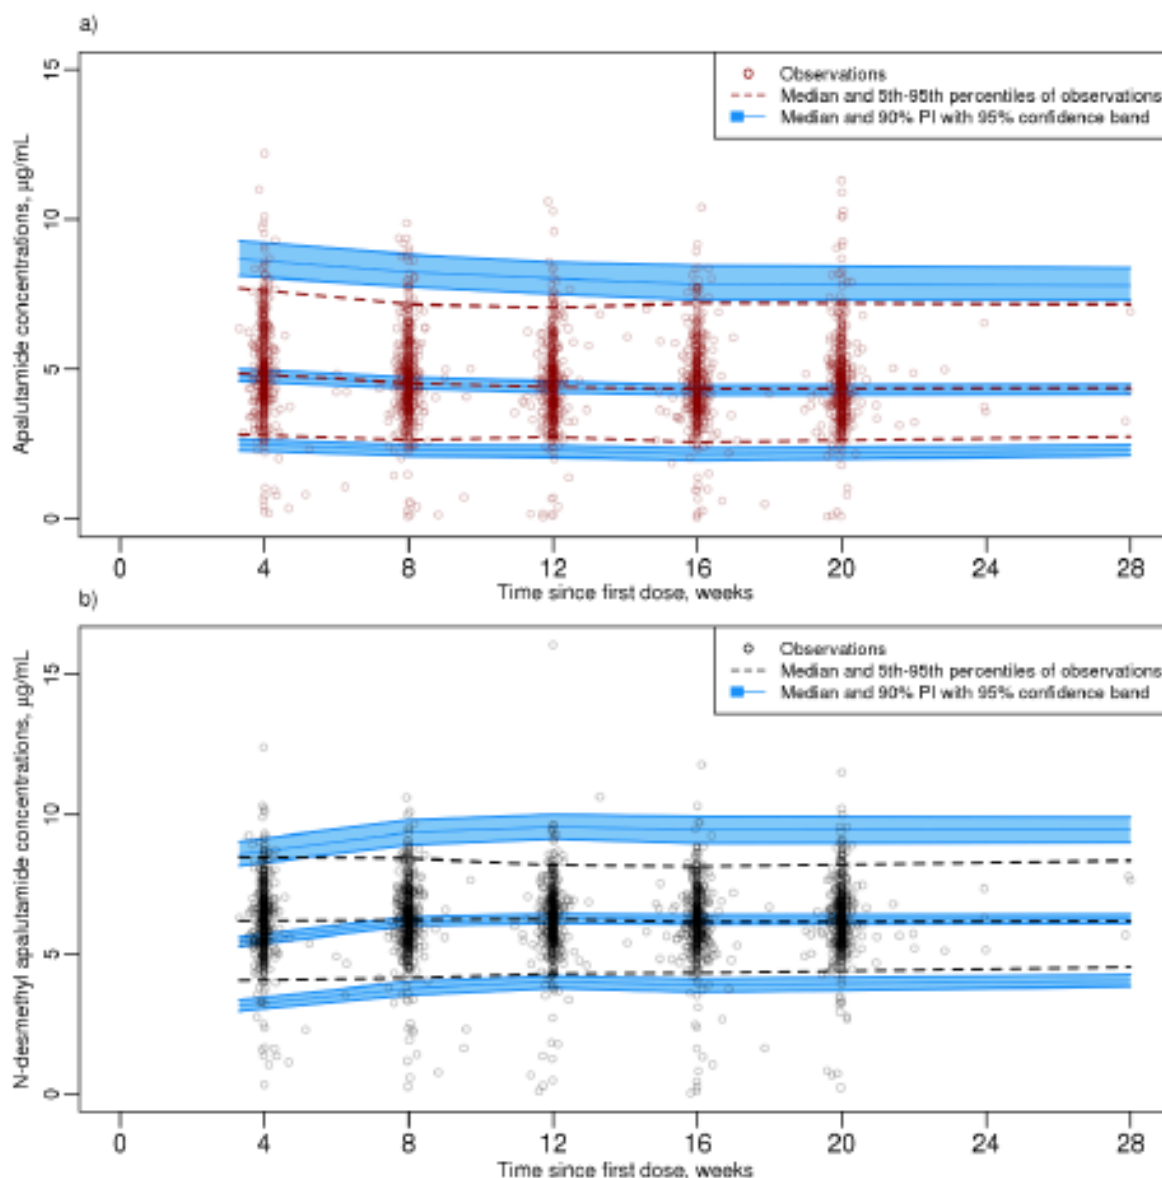 a)
15
10
5
0
Apalutamide concentrations, µg/mL
Observations
Median and 5th-95th percentiles of observations
Median and 90% PI with 95% confidence band
0 4 8 12 16 20 24 28
Time since first dose, weeks
b)
15
10
5
0
N-desmethyl apalutamide concentrations, µg/mL
Observations
Median and 5th-95th percentiles of observations
Median and 90% PI with 95% confidence band
0 4 8 12 16 20 24 28
Time since first dose, weeks